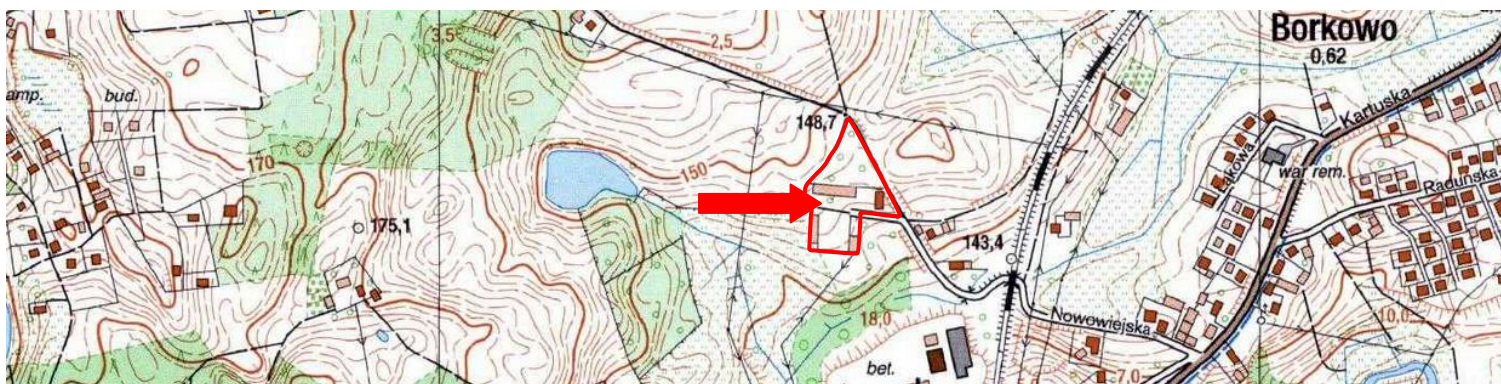 Borkowo
0,62
3,5
2,5
amp.
bud.
148,7
Kartuska
Łąkowa
war rem.
170
150
Raduńska
175,1
143,4
18,0
Nowowiejska
10,0
bet.
7,0